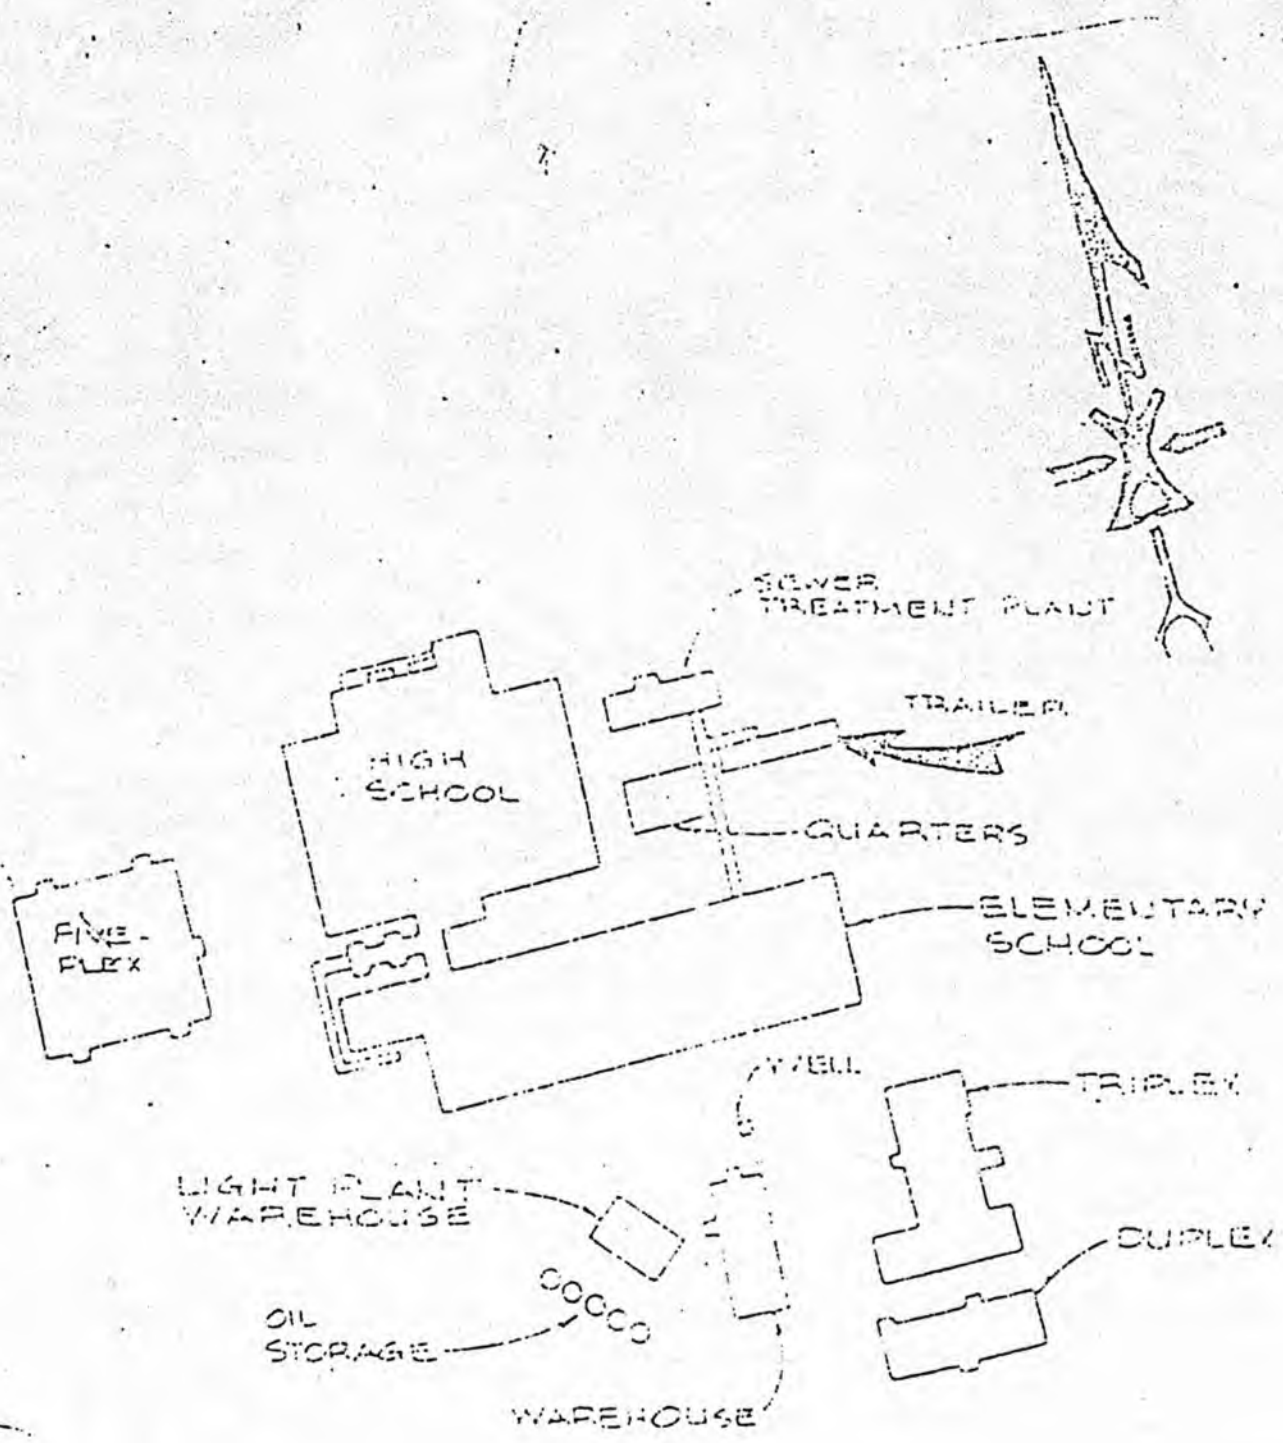 SEWER
TREATMENT PLANT
TRAILER
HIGH
SCHOOL
QUARTERS
ELEMENTARY
SCHOOL
FIVE-
PLEX
WELL
TRIPLEX
LIGHT PLANT
WAREHOUSE
DUPLEX
OIL
STORAGE
WAREHOUSE